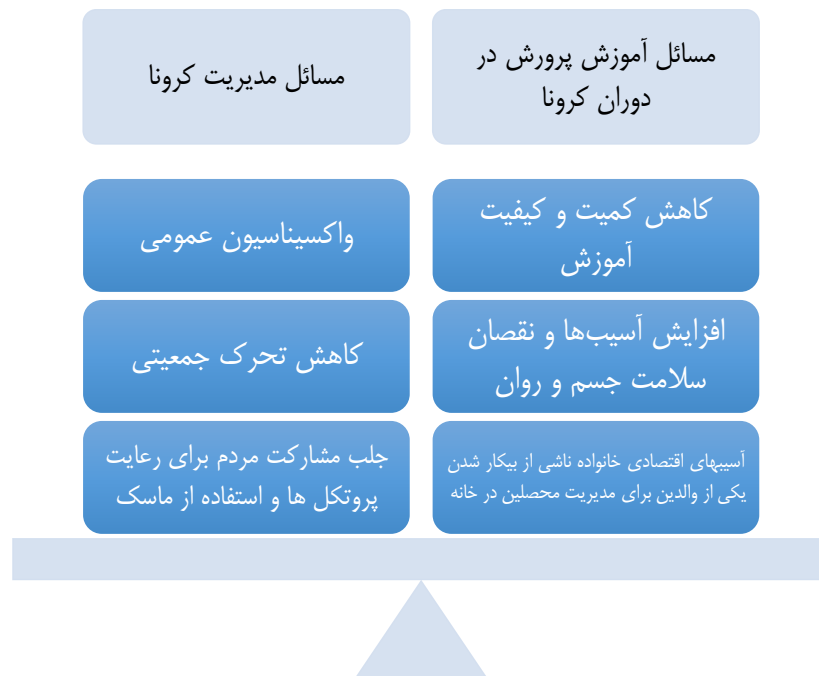 مسائل آموزش پرورش در
دوران کرونا
کاهش کمیت و کیفیت
آموزش
افزایش آسیب‌ها و نقصان
سلامت جسم و روان
آسیبهای اقتصادی خانواده ناشی از بیکار شدن
یکی از والدین برای مدیریت محصلین در خانه
مسائل مدیریت کرونا
واکسیناسیون عمومی
کاهش تحرک جمعیتی
جلب مشارکت مردم برای رعایت
پروتکل ها و استفاده از ماسک